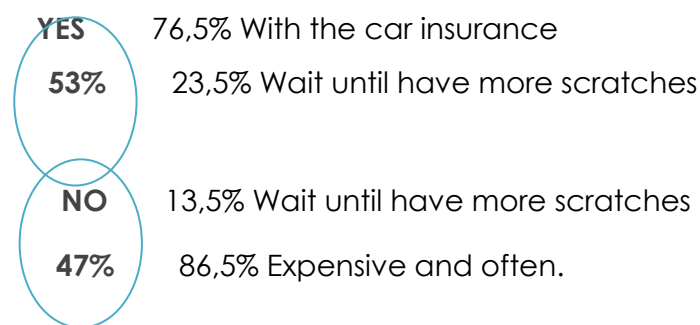 YES 76,5% With the car insurance
53% 23,5% Wait until have more scratches
NO 13,5% Wait until have more scratches
47% 86,5% Expensive and often.